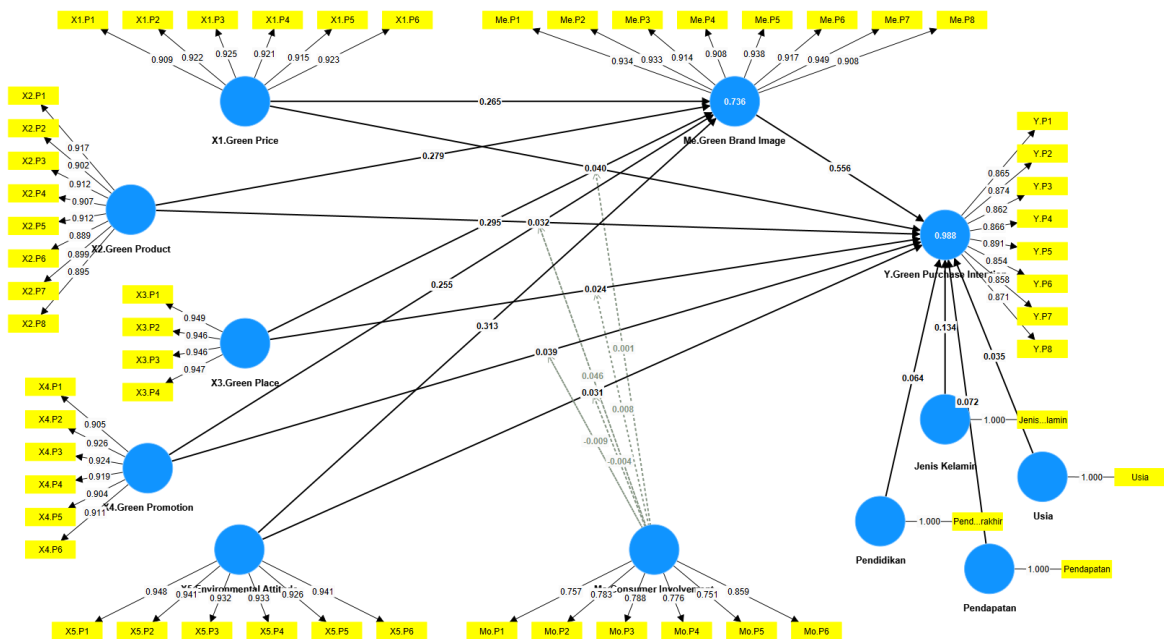 X1.P1
X1.P2
X1.P3
X1.P4
X1.P5
X1.P6
0.909
0.922
0.925
0.921
0.915
0.923
X1.Green Price
Me.P1
Me.P2
Me.P3
Me.P4
Me.P5
Me.P6
Me.P7
Me.P8
0.934
0.933
0.914
0.908
0.938
0.917
0.949
0.908
0.736
Me.Green Brand Image
X2.P1
X2.P2
X2.P3
X2.P4
X2.P5
X2.P6
X2.P7
X2.P8
0.917
0.902
0.912
0.907
0.912
0.889
0.899
0.895
X2.Green Product
0.265
0.279
0.040
0.556
0.295
0.032
0.255
0.024
0.313
0.039
0.031
0.001
0.046
0.008
-0.009
-0.004
Y.P1
Y.P2
Y.P3
Y.P4
Y.P5
Y.P6
Y.P7
Y.P8
0.865
0.874
0.862
0.866
0.891
0.854
0.858
0.871
0.988
Y.Green Purchase
X3.P1
X3.P2
X3.P3
X3.P4
0.949
0.946
0.946
0.947
X3.Green Place
X4.P1
X4.P2
X4.P3
X4.P4
X4.P5
X4.P6
0.905
0.926
0.924
0.919
0.904
0.911
X4.Green Promotion
0.134
0.035
0.064
0.072
1.000
Jenis...lamin
Jenis Kelamin
1.000
Usia
Usia
1.000
Pend...rakhir
Pendidikan
1.000
Pendapatan
Pendapatan
0.948
0.941
0.932
0.933
0.926
0.941
X5.P1
X5.P2
X5.P3
X5.P4
X5.P5
X5.P6
Consumer
0.757
0.783
0.788
0.776
0.751
0.859
Mo.P1
Mo.P2
Mo.P3
Mo.P4
Mo.P5
Mo.P6